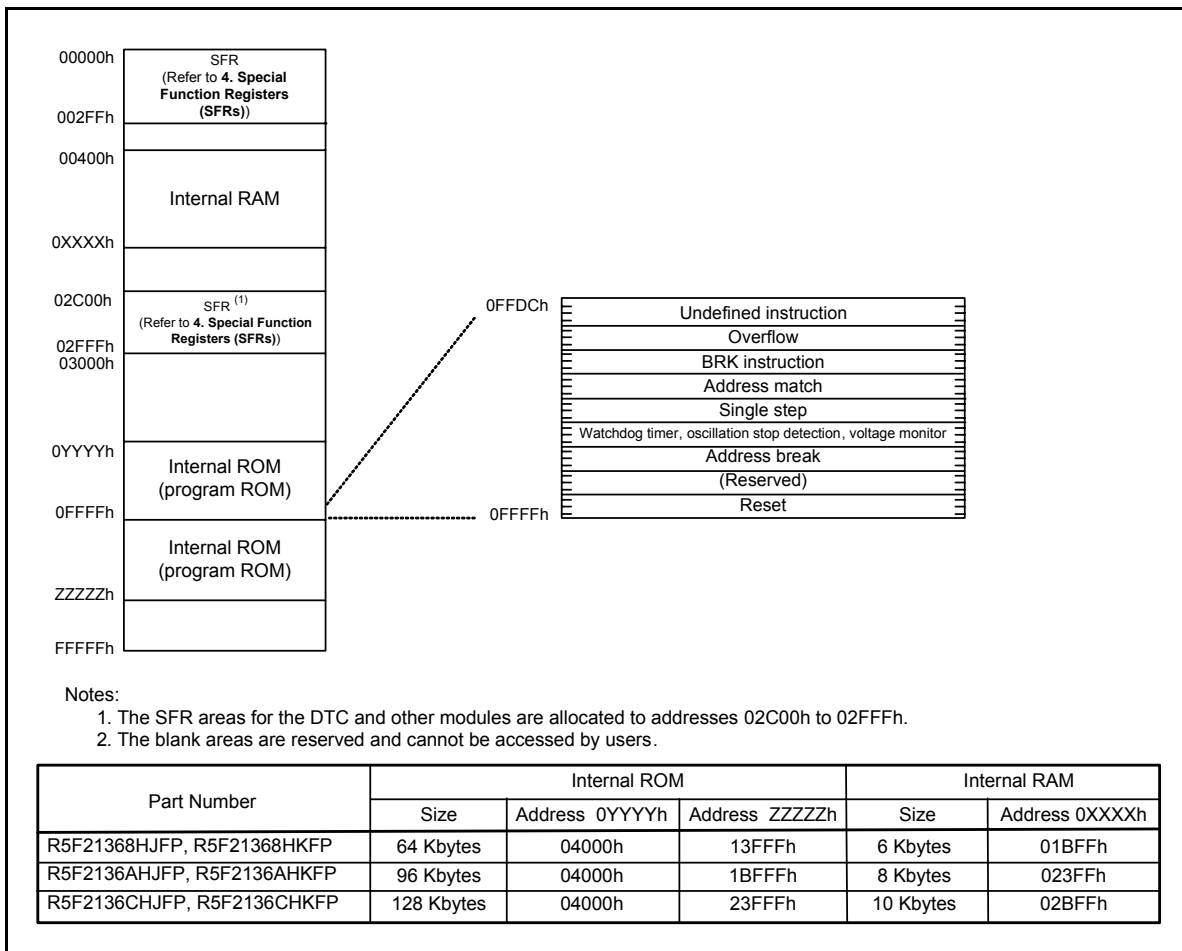 00000h
SFR
(Refer to 4. Special
Function Registers
(SFRs))
002FFh
00400h
Internal RAM
0XXXXh
02C00h
SFR (1)
(Refer to 4. Special Function
Registers (SFRs))
02FFFh
03000h
0YYYYh
Internal ROM
(program ROM)
0FFFFh
Internal ROM
(program ROM)
ZZZZZh
FFFFFh
0FFDCh
Undefined instruction
Overflow
BRK instruction
Address match
Single step
Watchdog timer, oscillation stop detection, voltage monitor
Address break
(Reserved)
Reset
0FFFFh
Notes:
1. The SFR areas for the DTC and other modules are allocated to addresses 02C00h to 02FFFh.
2. The blank areas are reserved and cannot be accessed by users.
Part Number Internal ROM Internal RAM
Size Address 0YYYYh Address ZZZZZh Size Address 0XXXXh
R5F21368HJFP, R5F21368HKFP 64 Kbytes 04000h 13FFFh 6 Kbytes 01BFFh
R5F2136AHJFP, R5F2136AHKFP 96 Kbytes 04000h 1BFFFh 8 Kbytes 023FFh
R5F2136CHJFP, R5F2136CHKFP 128 Kbytes 04000h 23FFFh 10 Kbytes 02BFFh